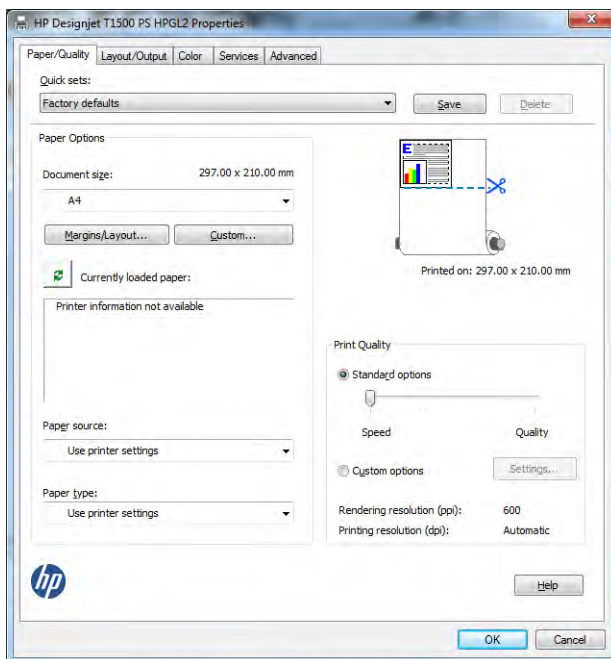 HP Designjet T1500 PS HPGL2 Properties
Paper/Quality Layout/Output Color Services Advanced
Quick sets:
Factory defaults
Save
Delete
Paper Options
Document size:
297.00 x 210.00 mm
A4
Margins/Layout...
Custom...
Currently loaded paper:
Printer information not available
Paper source:
Use printer settings
Paper type:
Use printer settings
E
Printed on: 297.00 x 210.00 mm
Print Quality
Standard options
Speed
Quality
Custom options
Settings...
Rendering resolution (ppi): 600
Printing resolution (dpi): Automatic
hp
Help
OK
Cancel